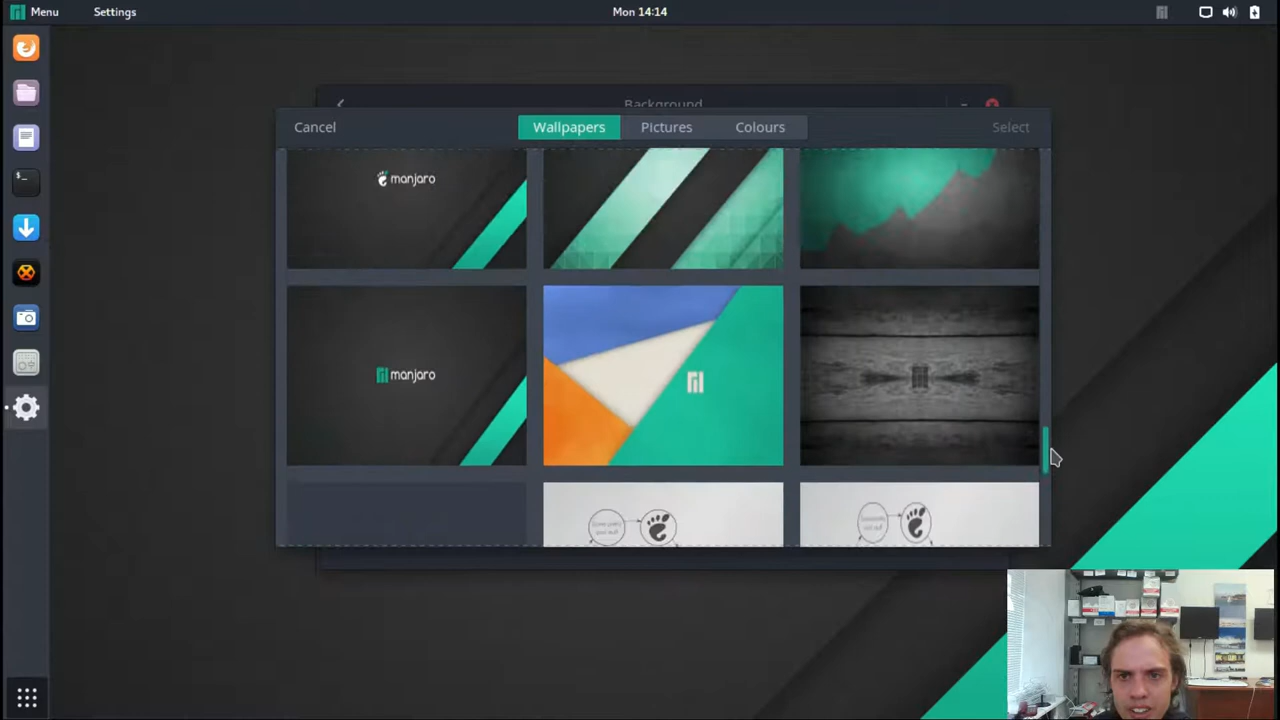 Menu Settings Mon 14:14
Background
Cancel Wallpapers Pictures Colours Select
manjaro
manjaro